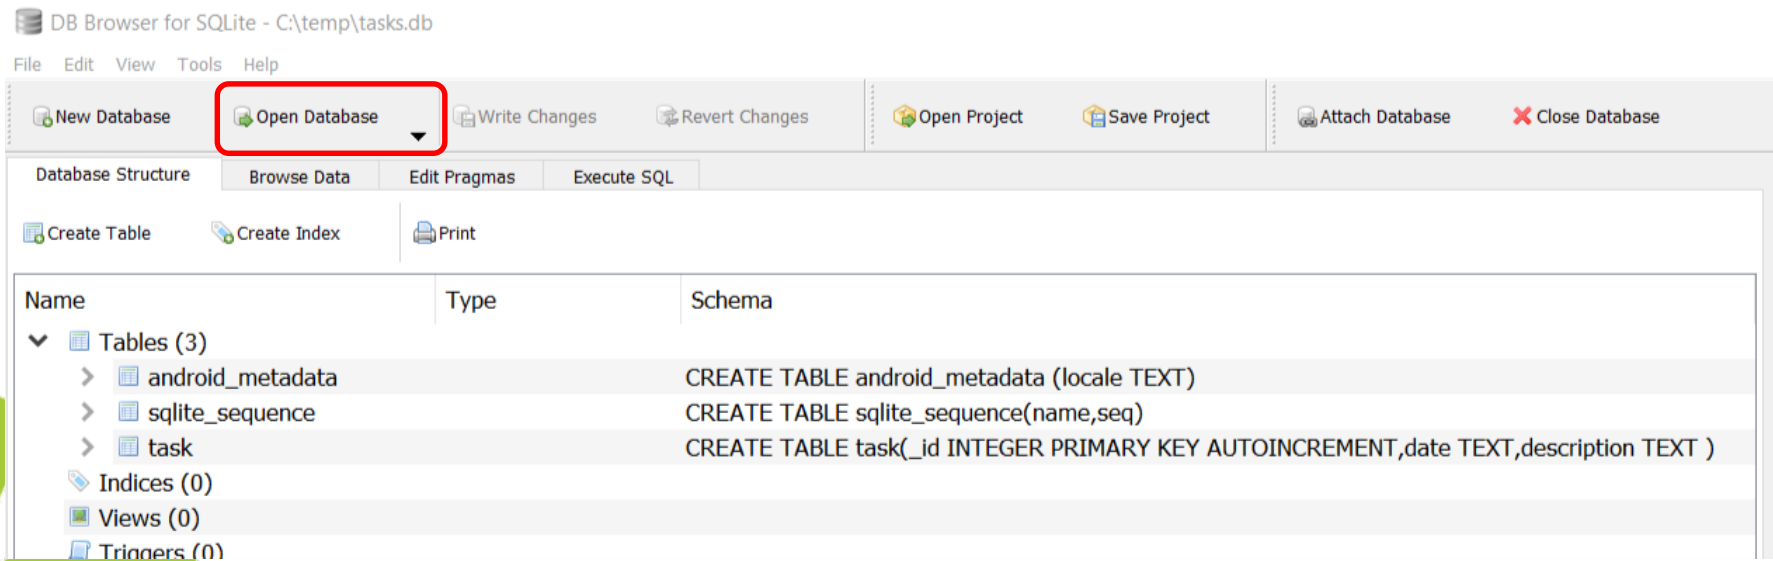 DB Browser for SQLite - C:\temp\tasks.db
File Edit View Tools Help
New Database Open Database Write Changes Revert Changes Open Project Save Project Attach Database Close Database
Database Structure Browse Data Edit Pragmas Execute SQL
Create Table Create Index Print
Name Type Schema
Tables (3)
android_metadata CREATE TABLE android_metadata (locale TEXT)
sqlite_sequence CREATE TABLE sqlite_sequence(name,seq)
task CREATE TABLE task(_id INTEGER PRIMARY KEY AUTOINCREMENT,date TEXT,description TEXT )
Indices (0)
Views (0)
Triggers (0)